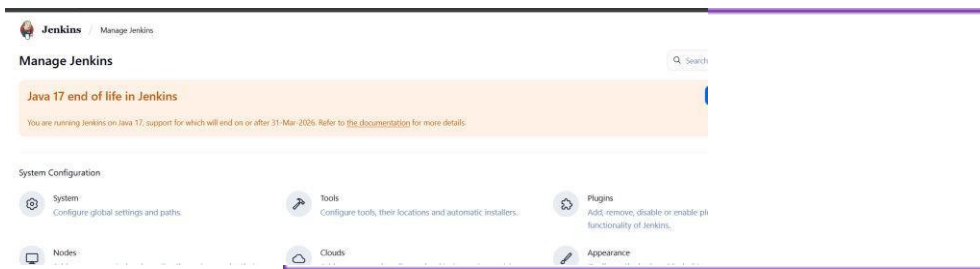 Jenkins / Manage Jenkins
Manage Jenkins
Search
Java 17 end of life in Jenkins
You are running Jenkins on Java 17, support for which will end on or after 31-Mar-2026. Refer to the documentation for more details.
System Configuration
System
Configure global settings and paths.
Tools
Configure tools, their locations and automatic installers.
Plugins
Add, remove, disable or enable
functionality of Jenkins.
Nodes
Clouds
Appearance